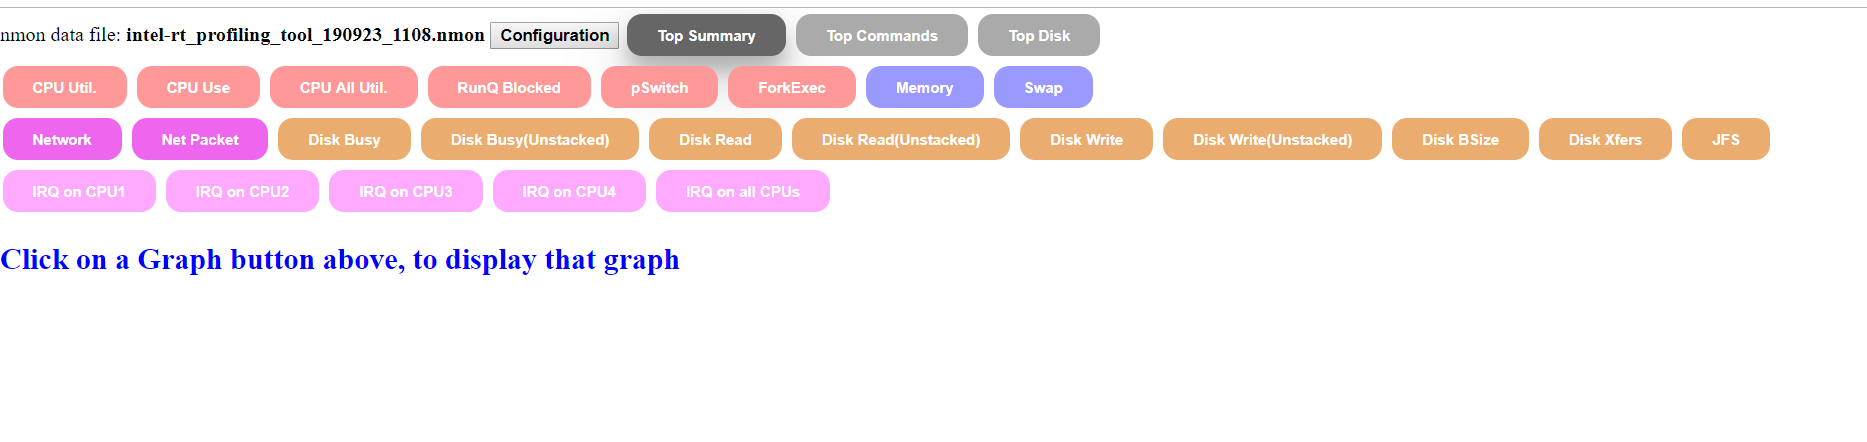 nmon data file: intel-rt_profiling_tool_190923_1108.nmon Configuration Top Summary Top Commands Top Disk
CPU Util. CPU Use CPU All Util. RunQ Blocked pSwitch ForkExec Memory Swap
Network Net Packet Disk Busy Disk Busy(Unstacked) Disk Read Disk Read(Unstacked) Disk Write Disk Write(Unstacked) Disk BSize Disk Xfers JFS
IRQ on CPU1 IRQ on CPU2 IRQ on CPU3 IRQ on CPU4 IRQ on all CPUs
Click on a Graph button above, to display that graph